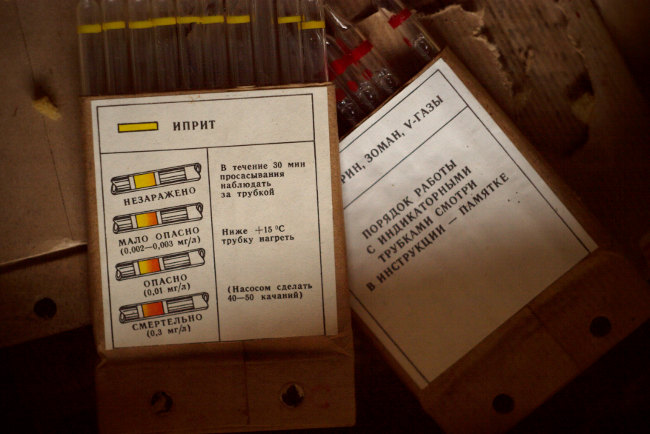 ИПРИТ
НЕЗАРАЖЕНО
МАЛО ОПАСНО
(0,002—0,003 мг/л)
ОПАСНО
(0,01 мг/л)
СМЕРТЕЛЬНО
(0,3 мг/л)
В течение 30 мин
просасывания
наблюдать
за трубкой
Ниже +15 °С
трубку нагреть
(Насосом сделать
40—50 качаний)
РИН, ЗОМАН, V-ГАЗЫ
ПОРЯДОК РАБОТЫ
С ИНДИКАТОРНЫМИ
ТРУБКАМИ СМОТРИ
В ИНСТРУКЦИИ — ПАМЯТКЕ